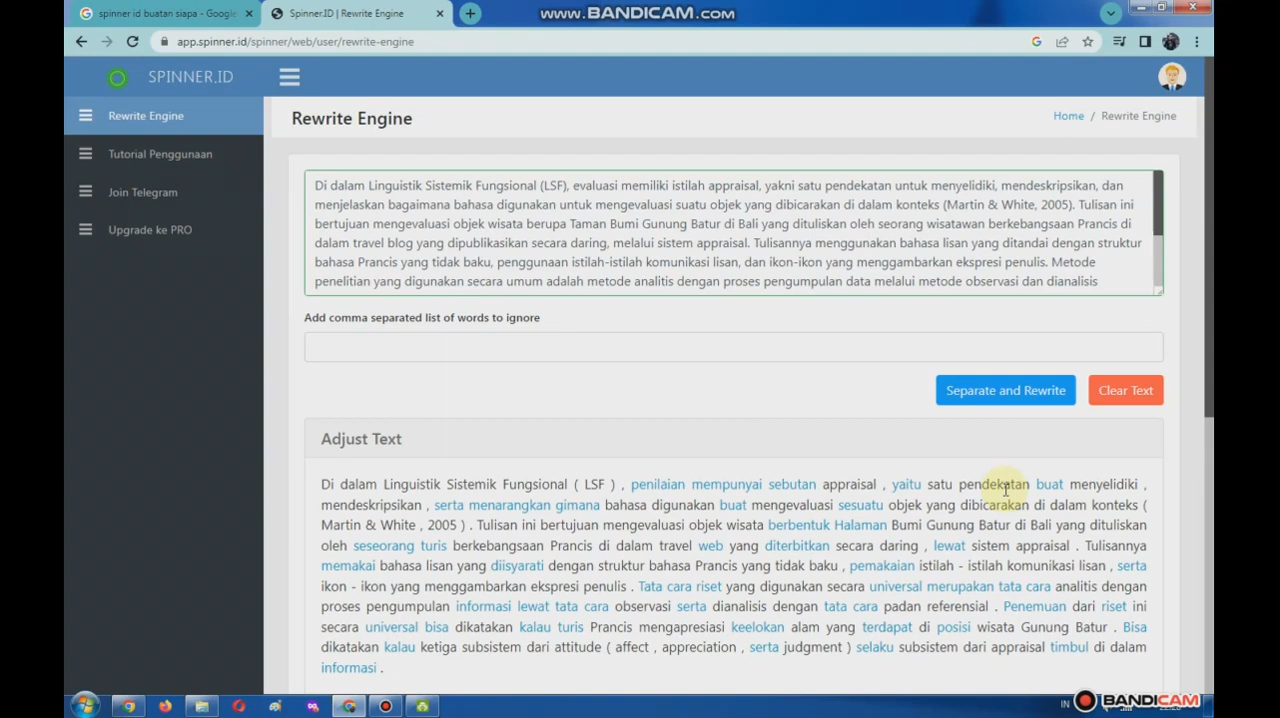 spinner id buatan siapa - Google
Spinner.ID | Rewrite Engine
www.BANDICAM.com
app.spinner.id/spinner/web/user/rewrite-engine
SPINNER.ID
Rewrite Engine
Tutorial Penggunaan
Join Telegram
Upgrade ke PRO
Rewrite Engine
Home / Rewrite Engine
Di dalam Linguistik Sistemik Fungsional (LSF), evaluasi memiliki istilah appraisal, yakni satu pendekatan untuk menyelidiki, mendeskripsikan, dan
menjelaskan bagaimana bahasa digunakan untuk mengevaluasi suatu objek yang dibicarakan di dalam konteks (Martin & White, 2005). Tulisan ini
bertujuan mengevaluasi objek wisata berupa Taman Bumi Gunung Batur di Bali yang dituliskan oleh seorang wisatawan berkebangsaan Prancis di
dalam travel blog yang dipublikasikan secara daring, melalui sistem appraisal. Tulisannya menggunakan bahasa lisan yang ditandai dengan struktur
bahasa Prancis yang tidak baku, penggunaan istilah-istilah komunikasi lisan, dan ikon-ikon yang menggambarkan ekspresi penulis. Metode
penelitian yang digunakan secara umum adalah metode analitis dengan proses pengumpulan data melalui metode observasi dan dianalisis
Add comma separated list of words to ignore
Separate and Rewrite
Clear Text
Adjust Text
Di dalam Linguistik Sistemik Fungsional ( LSF ) , penilaian mempunyai sebutan appraisal , yaitu satu pendekatan buat menyelidiki ,
mendeskripsikan , serta menarangkan gimana bahasa digunakan buat mengevaluasi sesuatu objek yang dibicarakan di dalam konteks (
Martin & White , 2005 ) . Tulisan ini bertujuan mengevaluasi objek wisata berbentuk Halaman Bumi Gunung Batur di Bali yang dituliskan
oleh seseorang turis berkebangsaan Prancis di dalam travel web yang diterbitkan secara daring , lewat sistem appraisal . Tulisannya
memakai bahasa lisan yang diisyarati dengan struktur bahasa Prancis yang tidak baku , pemakaian istilah - istilah komunikasi lisan , serta
ikon - ikon yang menggambarkan ekspresi penulis . Tata cara riset yang digunakan secara universal merupakan tata cara analitis dengan
proses pengumpulan informasi lewat tata cara observasi serta dianalisis dengan tata cara padan referensial . Penemuan dari riset ini
secara universal bisa dikatakan kalau turis Prancis mengapresiasi keelokan alam yang terdapat di posisi wisata Gunung Batur . Bisa
dikatakan kalau ketiga subsistem dari attitude ( affect , appreciation , serta judgment ) selaku subsistem dari appraisal timbul di dalam
informasi .
IN
BANDICAM